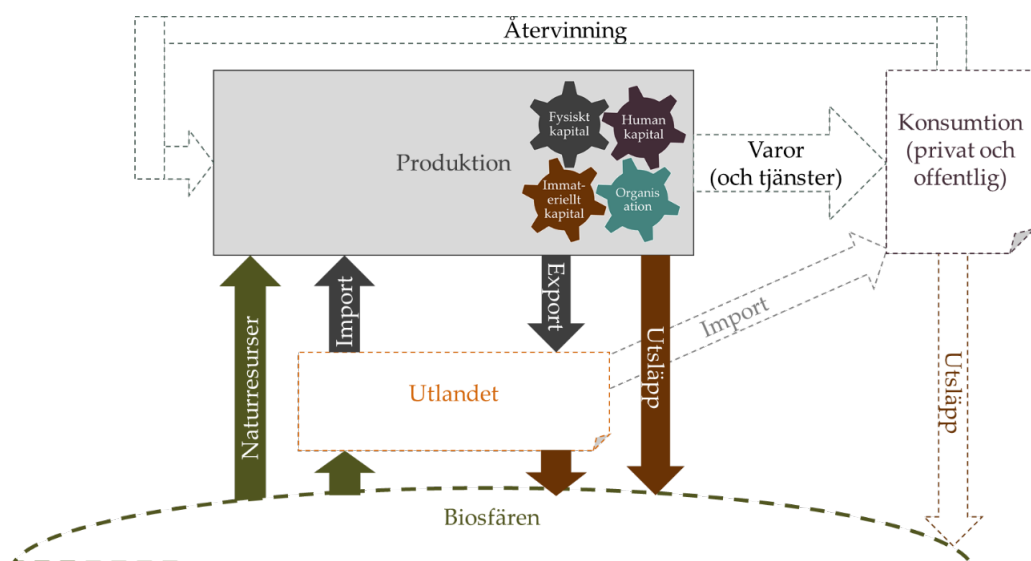 Återvinning
Fysiskt
kapital
Human
kapital
Produktion
Immat-
eriellt
kapital
Organis
ation
Varor
(och tjänster)
Konsumtion
(privat och
offentlig)
Naturresurser
Import
Export
Utsläpp
Import
Utsläpp
Utlandet
Biosfären